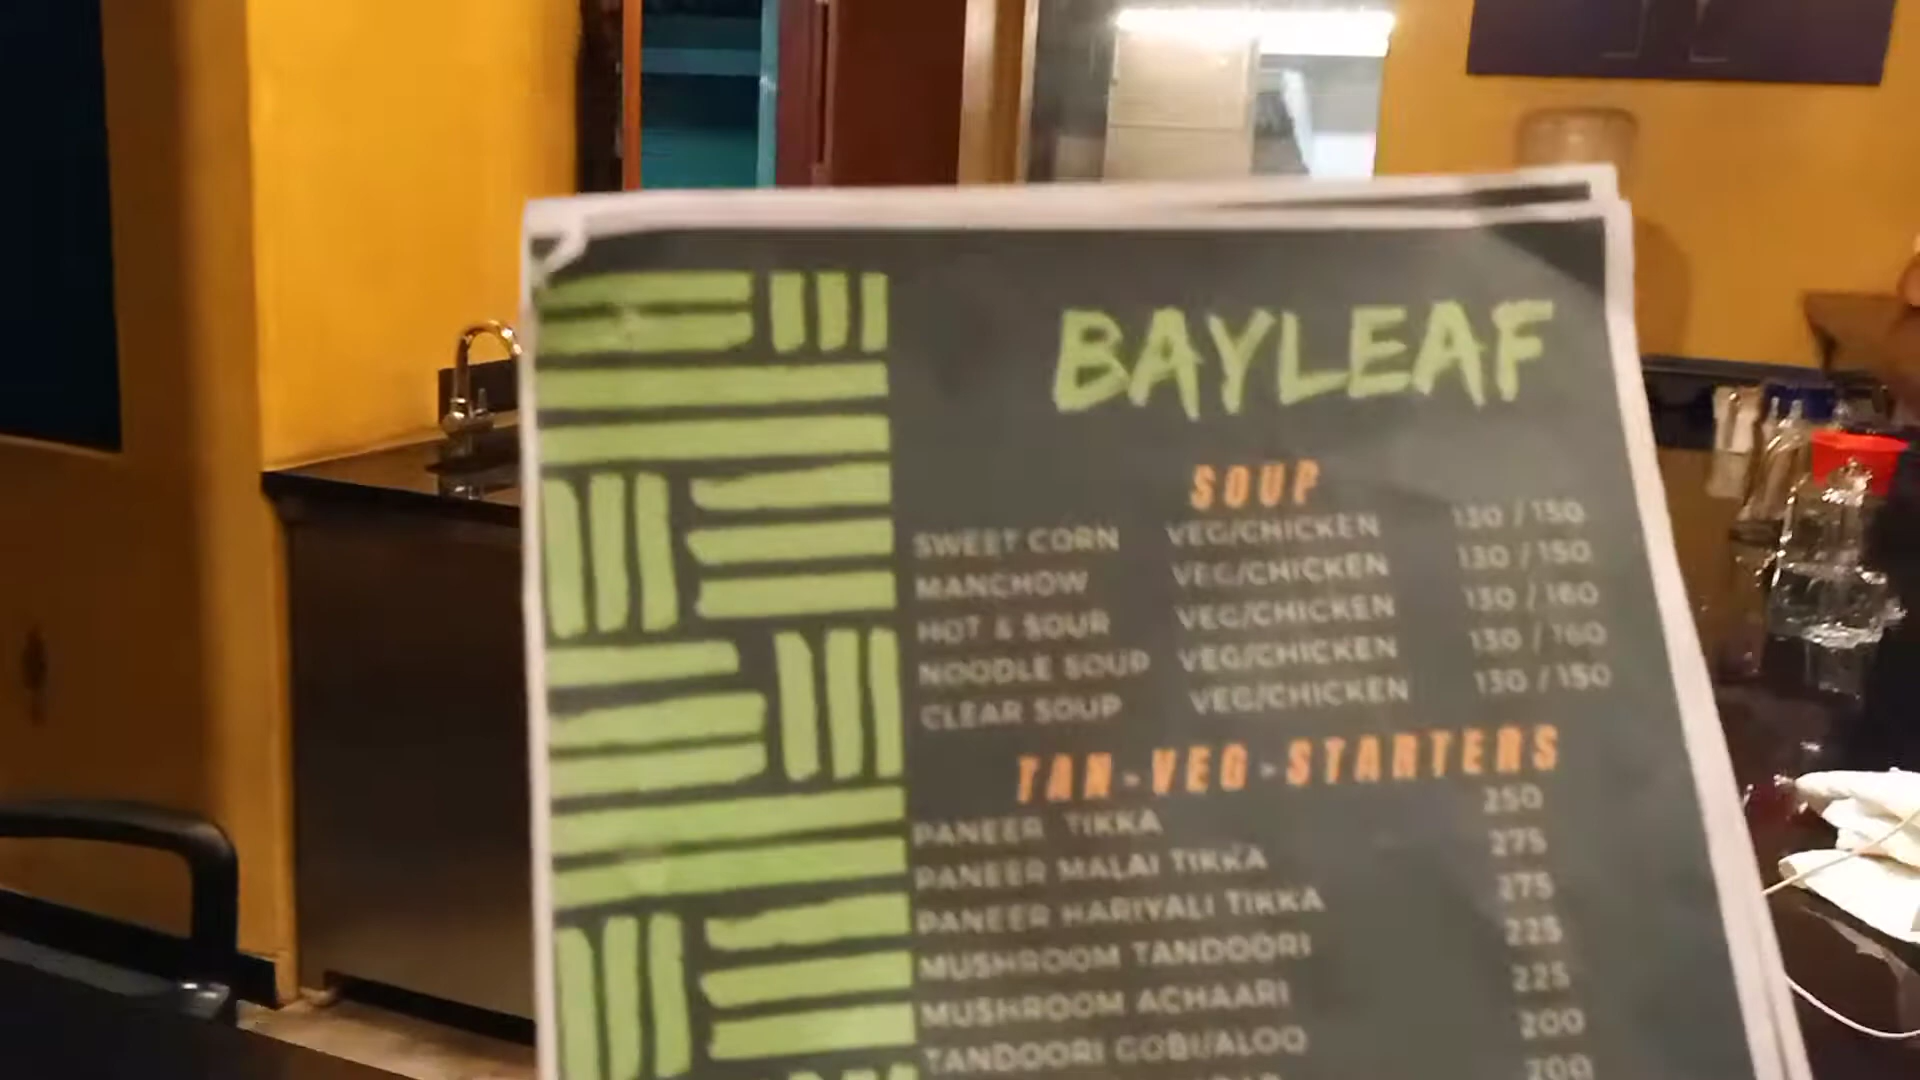 BAYLEAF
SOUP
SWEET CORN VEG/CHICKEN 130 / 150
MANCHOW VEG/CHICKEN 130 / 150
HOT & SOUR VEG/CHICKEN 130 / 160
NOODLE SOUP VEG/CHICKEN 130 / 160
CLEAR SOUP VEG/CHICKEN 130 / 150
TAN-VEG-STARTERS
PANEER TIKKA 250
PANEER MALAI TIKKA 275
PANEER HARIYALI TIKKA 275
MUSHROOM TANDOORI 225
MUSHROOM ACHAARI 225
TANDOORI GOBI/ALOO 200
200